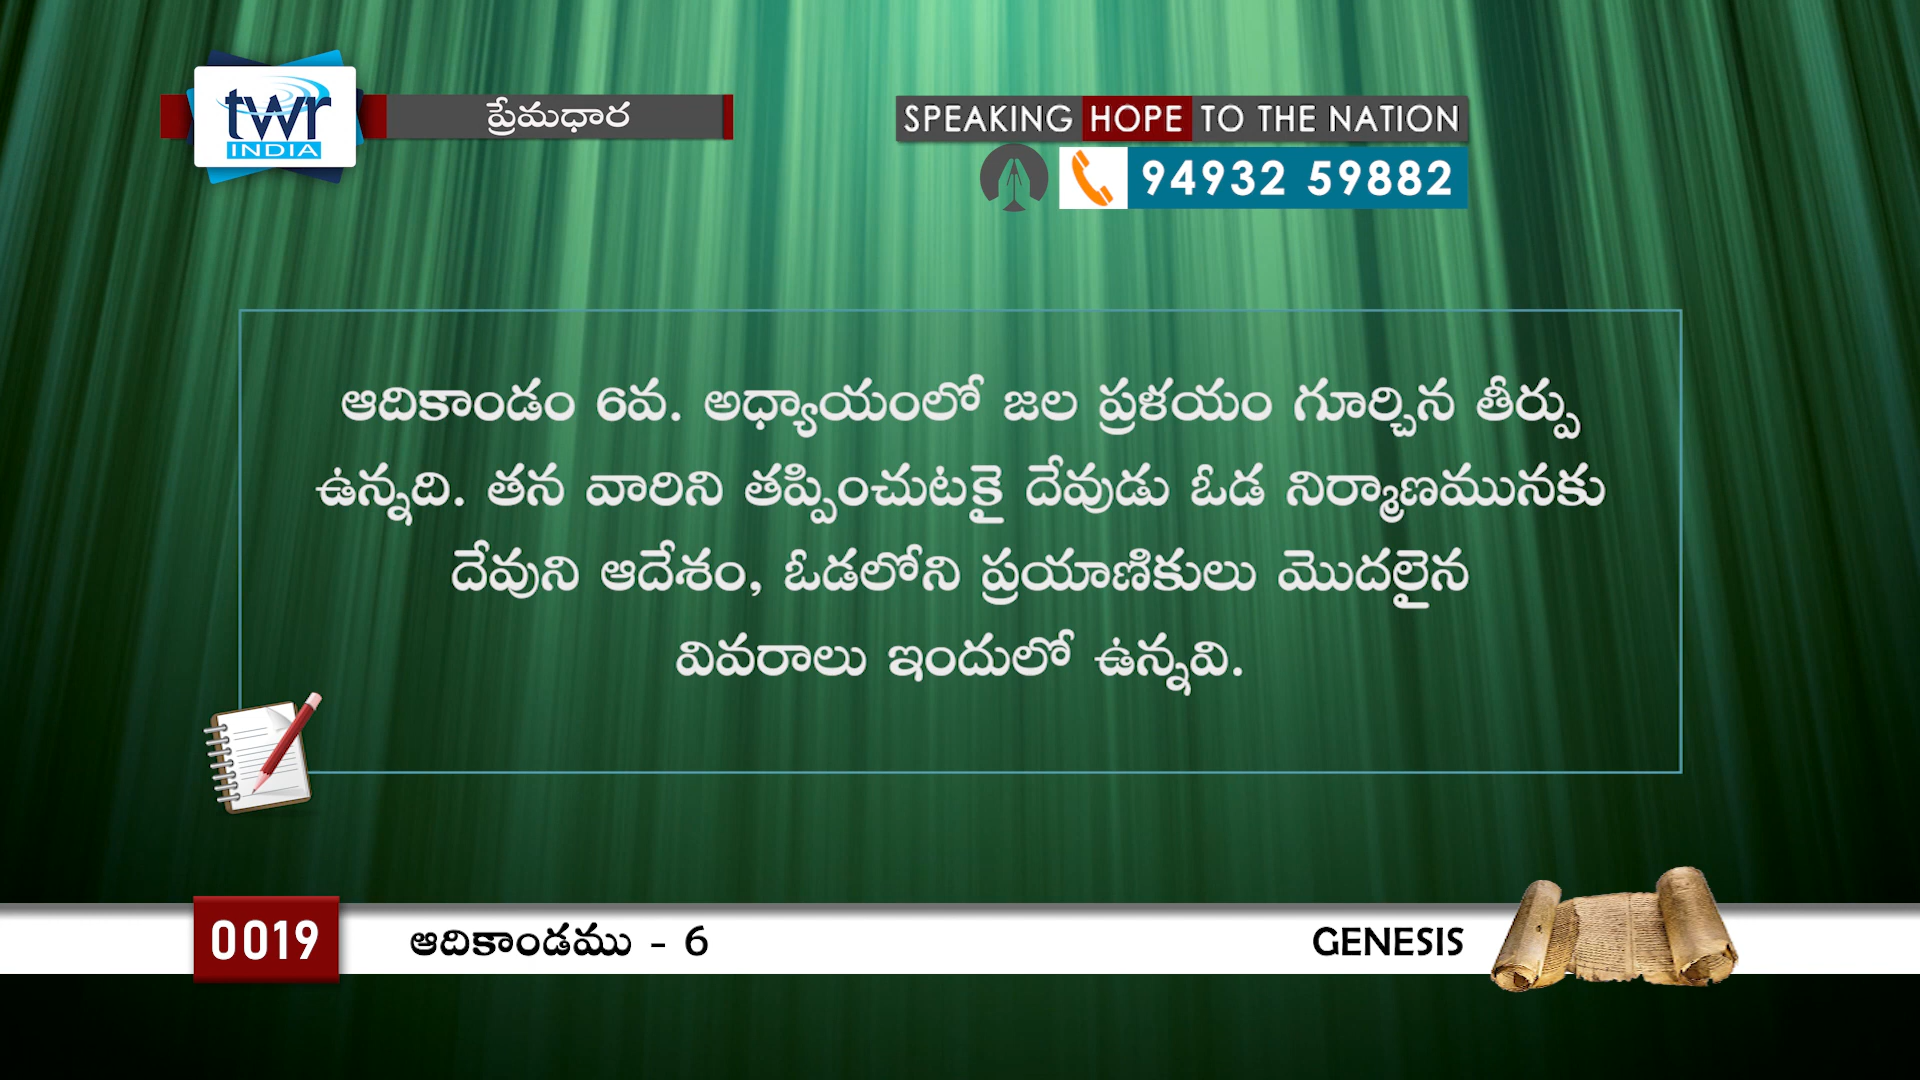 twr
INDIA
ప్రేమధార
SPEAKING HOPE TO THE NATION
94932 59882
ఆదికాండం 6వ. అధ్యాయంలో జల ప్రళయం గూర్చిన తీర్పు
ఉన్నది. తన వారిని తప్పించుటకై దేవుడు ఓడ నిర్మాణమునకు
దేవుని ఆదేశం, ఓడలోని ప్రయాణికులు మొదలైన
వివరాలు ఇందులో ఉన్నవి.
0019
ఆదికాండము - 6
GENESIS